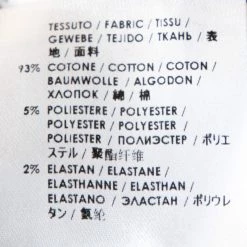 TESSUTO / FABRIC / TISSU /
GEWEBE / TEJIDO / ТКАНЬ / 表
地 / 面料
93% COTONE / COTTON / COTON /
BAUMWOLLE / ALGODON /
ХЛОПОК / 綿 / 棉
5% POLIESTERE / POLYESTER /
POLYESTER / POLYESTER /
POLIESTER / ПОЛИЭСТЕР / ポリエ
ステル / 聚酯纤维
2% ELASTAN / ELASTANE /
ELASTHANNE / ELASTHAN /
ELASTANO / ЭЛАСТАН / ポリウレ
タン / 氨纶